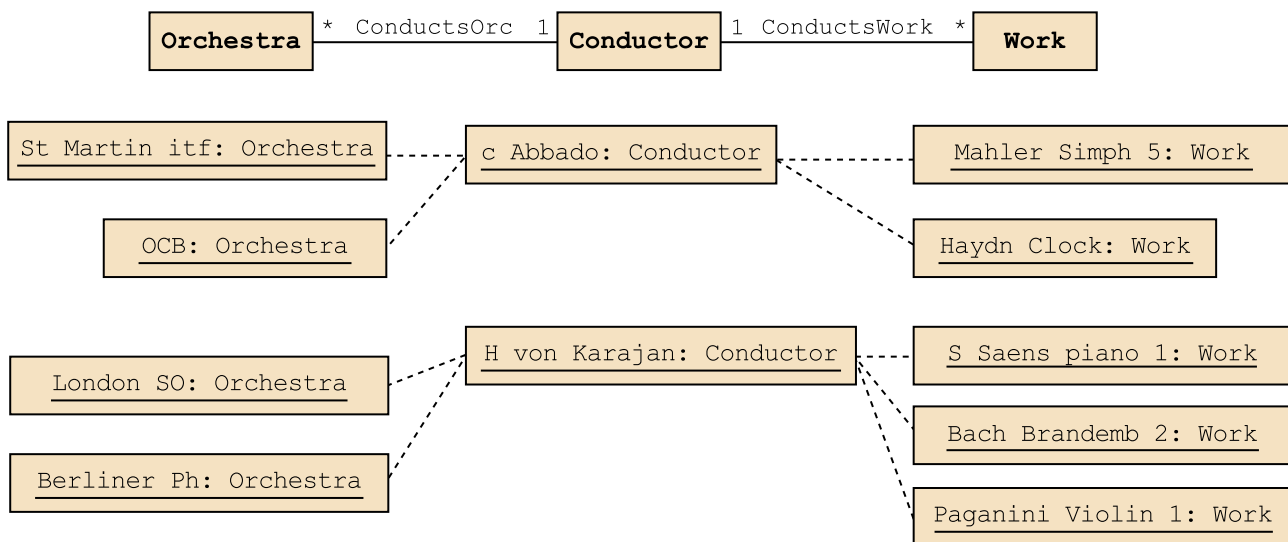 Orchestra * ConductsOrc 1 Conductor 1 ConductsWork * Work
St Martin itf: Orchestra c Abbado: Conductor Mahler Simph 5: Work
OCB: Orchestra Haydn Clock: Work
H von Karajan: Conductor S Saens piano 1: Work
London SO: Orchestra
Bach Brandemb 2: Work
Berliner Ph: Orchestra
Paganini Violin 1: Work